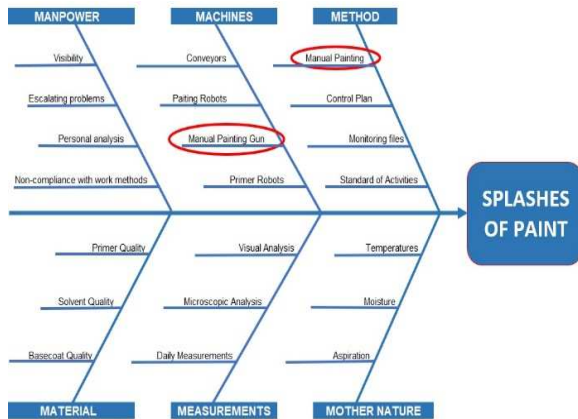 MANPOWER
MACHINES
METHOD
Visibility
Conveyors
Manual Painting
Escalating problems
Paiting Robots
Control Plan
Personal analysis
Manual Painting Gun
Monitoring files
Non-compliance with work methods
Primer Robots
Standard of Activities
SPLASHES
OF PAINT
Primer Quality
Visual Analysis
Temperatures
Solvent Quality
Microscopic Analysis
Moisture
Basecoat Quality
Daily Measurements
Aspiration
MATERIAL
MEASUREMENTS
MOTHER NATURE